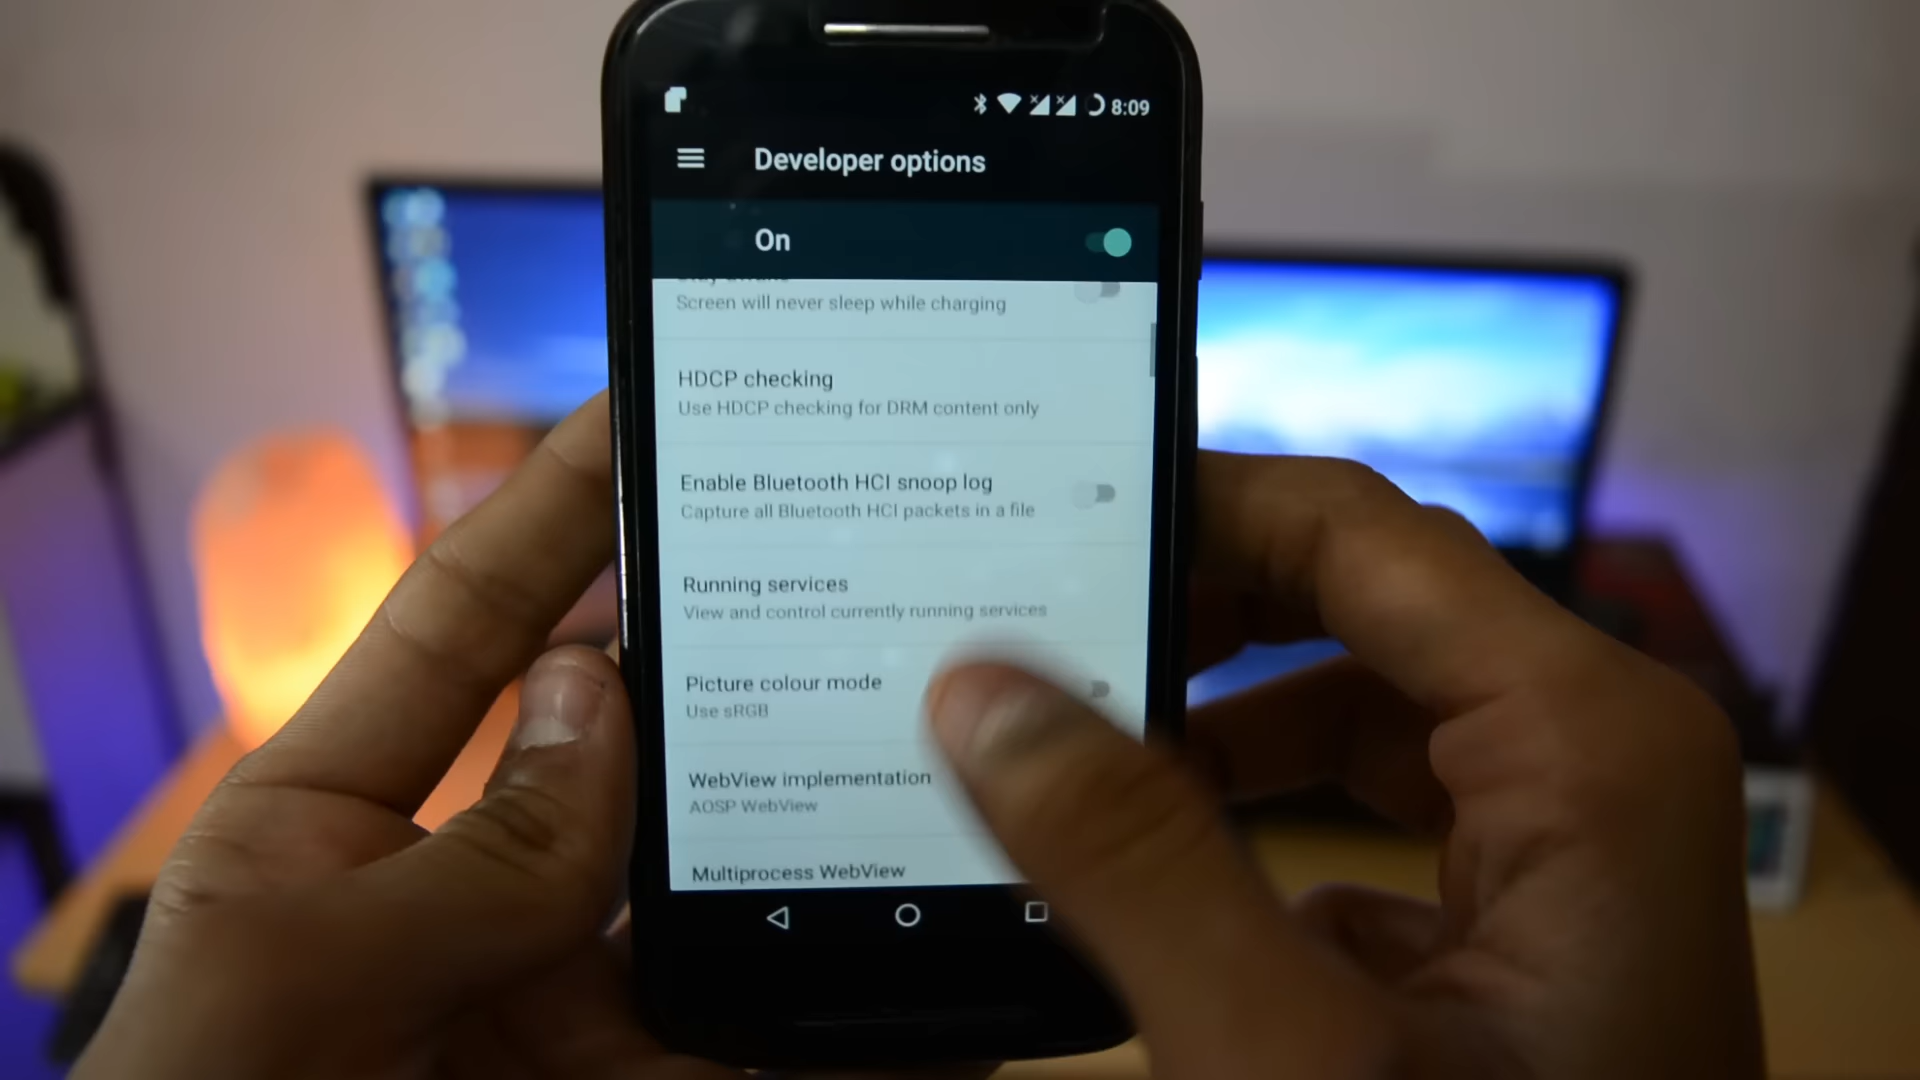 8:09
Developer options
On
Screen will never sleep while charging
HDCP checking
Use HDCP checking for DRM content only
Enable Bluetooth HCI snoop log
Capture all Bluetooth HCI packets in a file
Running services
View and control currently running services
Picture colour mode
Use sRGB
WebView implementation
AOSP WebView
Multiprocess WebView